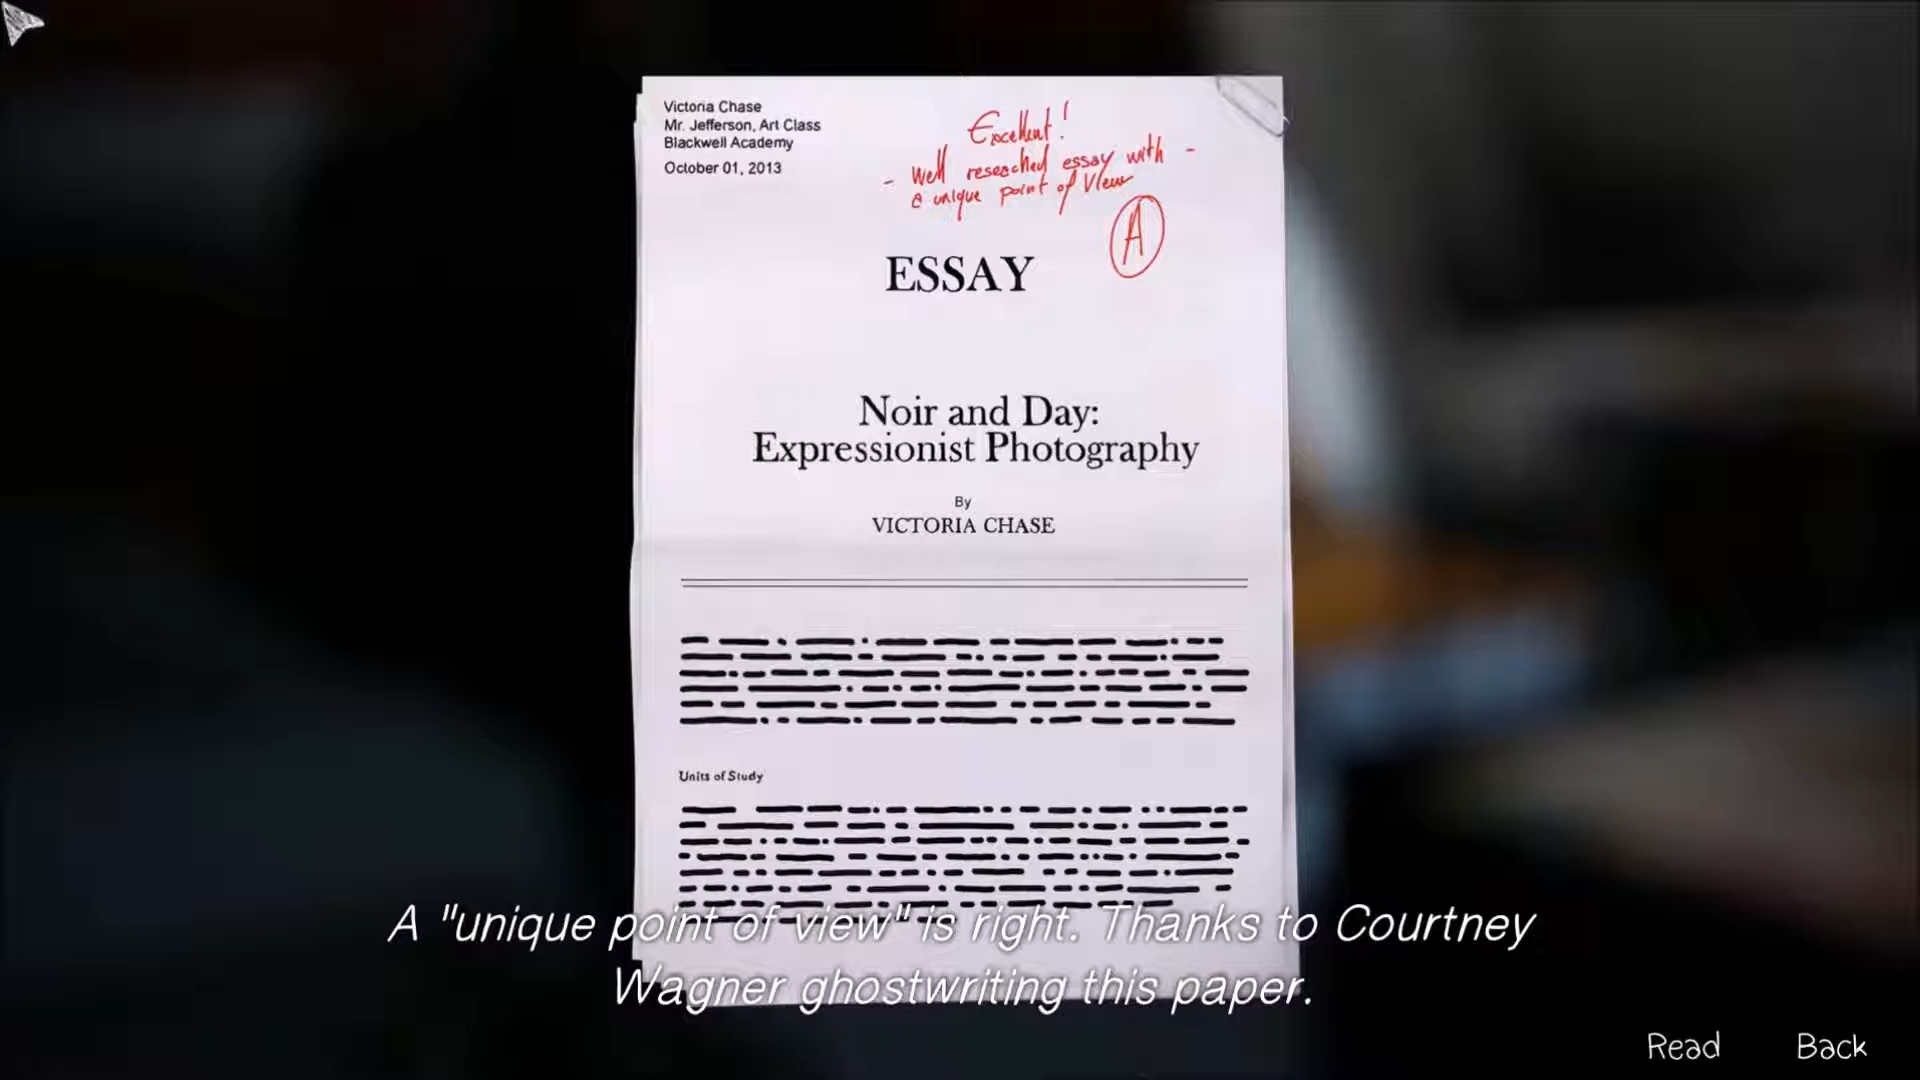 Victoria Chase
Mr. Jefferson, Art Class
Blackwell Academy
October 01, 2013
Excellent!
- Well reseached essay with -
a unique point of view
A
ESSAY
Noir and Day:
Expressionist Photography
By
VICTORIA CHASE
Units of Study
A "unique point of view" is right. Thanks to Courtney
Wagner ghostwriting this paper.
Read Back